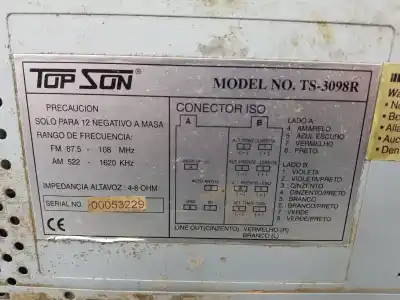 TOP SON
MODEL NO. TS-3098R
PRECAUCION
SOLO PARA 12 NEGATIVO A MASA
RANGO DE FRECUENCIA:
FM 87.5 - 108 MHz
AM 522 - 1620 KHz
IMPEDANCIA ALTAVOZ : 4-8 OHM
SERIAL NO. 00053229
CE
CONECTOR ISO
A
B
LADO A
4. AMARELO
5. AZUL ESCURO
7. VERMELHO
8. PRETO
LADO B
1. VIOLETA
2. VIOLETA/PRETO
3. CINZENTO
4. CINZENTO/PRETO
5. BRANCO
6. BRANCO/PRETO
7. VERDE
8. VERDE/PRETO
LINE OUT(CINZENTO), VERMELHO (R)
BRANCO (L)